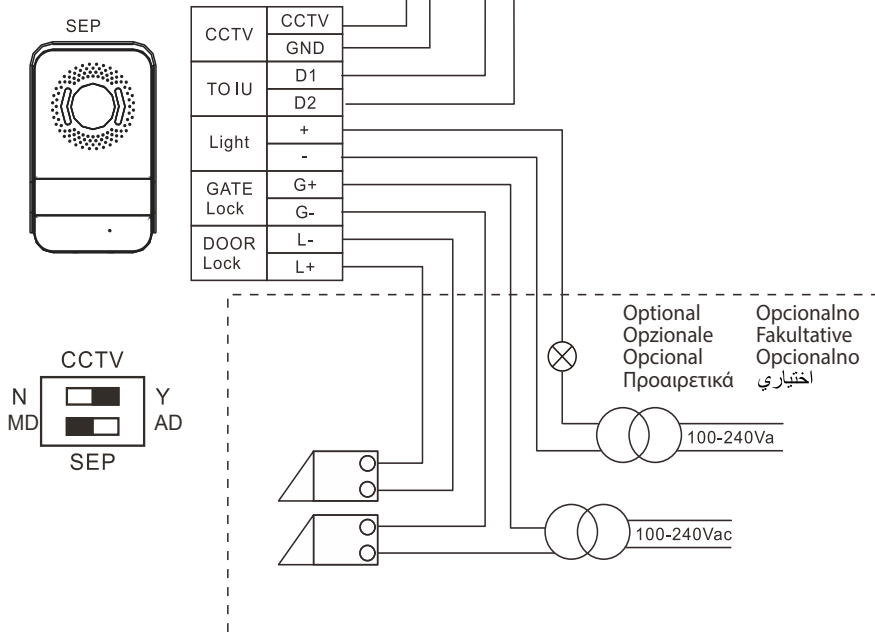 SEP
CCTV CCTV
GND
TO IU D1
D2
Light +
-
GATE Lock G+
G-
DOOR Lock L-
L+
Optional Opcionalno
Opzionale Fakultative
Opcional Opcionalno
Προαιρετικά اختياري
CCTV
N Y
MD AD
SEP
100-240Va
100-240Vac